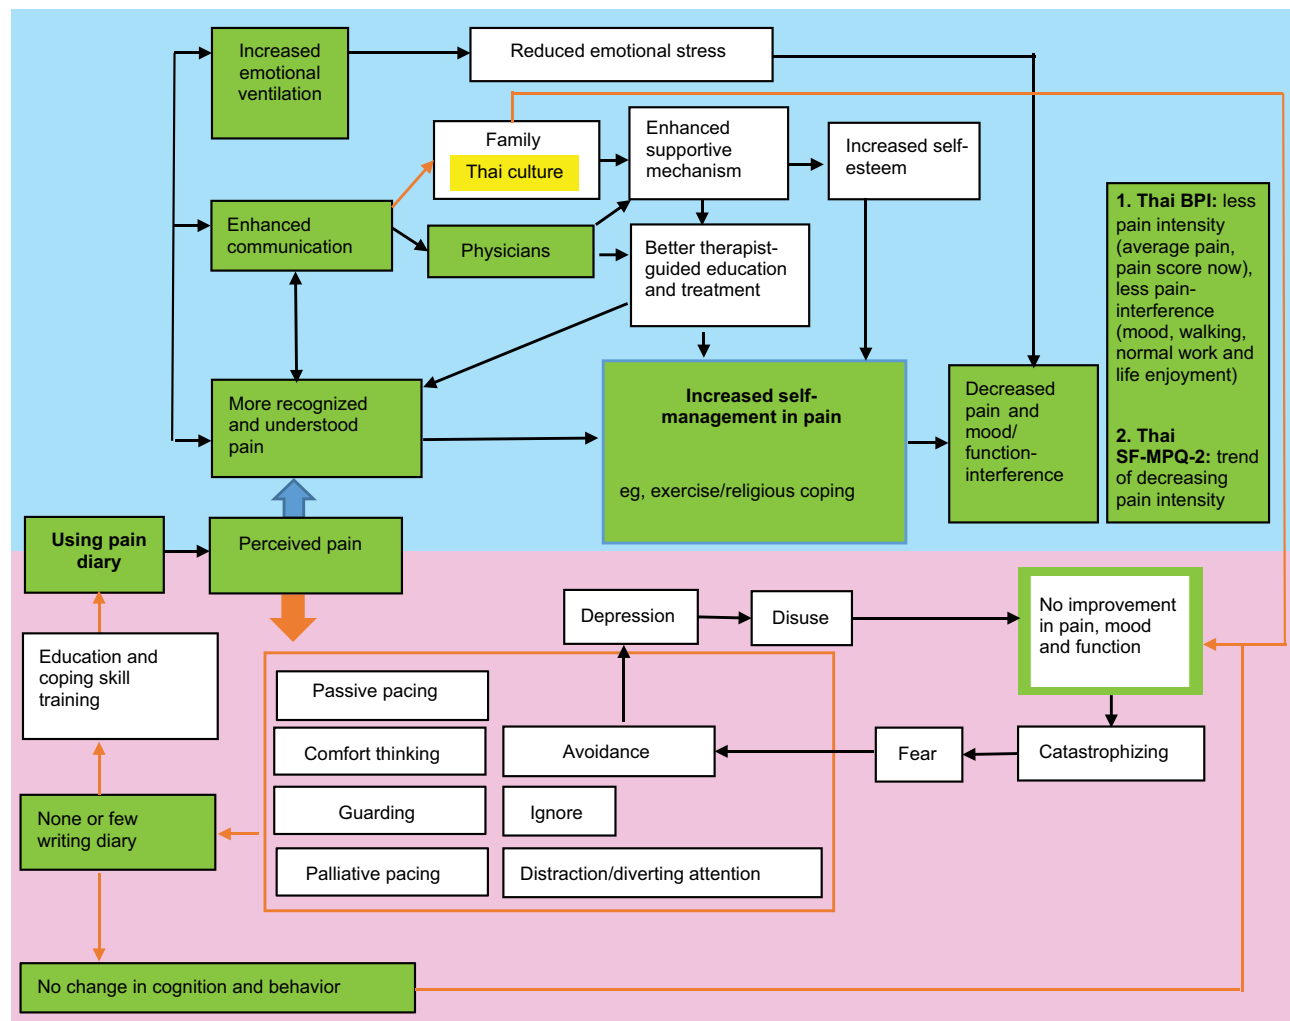 Increased
emotional
ventilation
Reduced emotional stress
Family
Thai culture
Enhanced
supportive
mechanism
Increased self-
esteem
Enhanced
communication
Physicians
Better therapist-
guided education
and treatment
1. Thai BPI: less
pain intensity
(average pain,
pain score now),
less pain-
interference
(mood, walking,
normal work and
life enjoyment)
2. Thai
SF-MPQ-2: trend
of decreasing
pain intensity
More recognized
and understood
pain
Increased self-
management in pain
eg, exercise/religious coping
Decreased
pain and
mood/
function-
interference
Using pain
diary
Perceived pain
Depression
Disuse
No improvement
in pain, mood
and function
Education and
coping skill
training
Passive pacing
Comfort thinking
Avoidance
Fear
Catastrophizing
None or few
writing diary
Guarding
Ignore
Palliative pacing
Distraction/diverting attention
No change in cognition and behavior